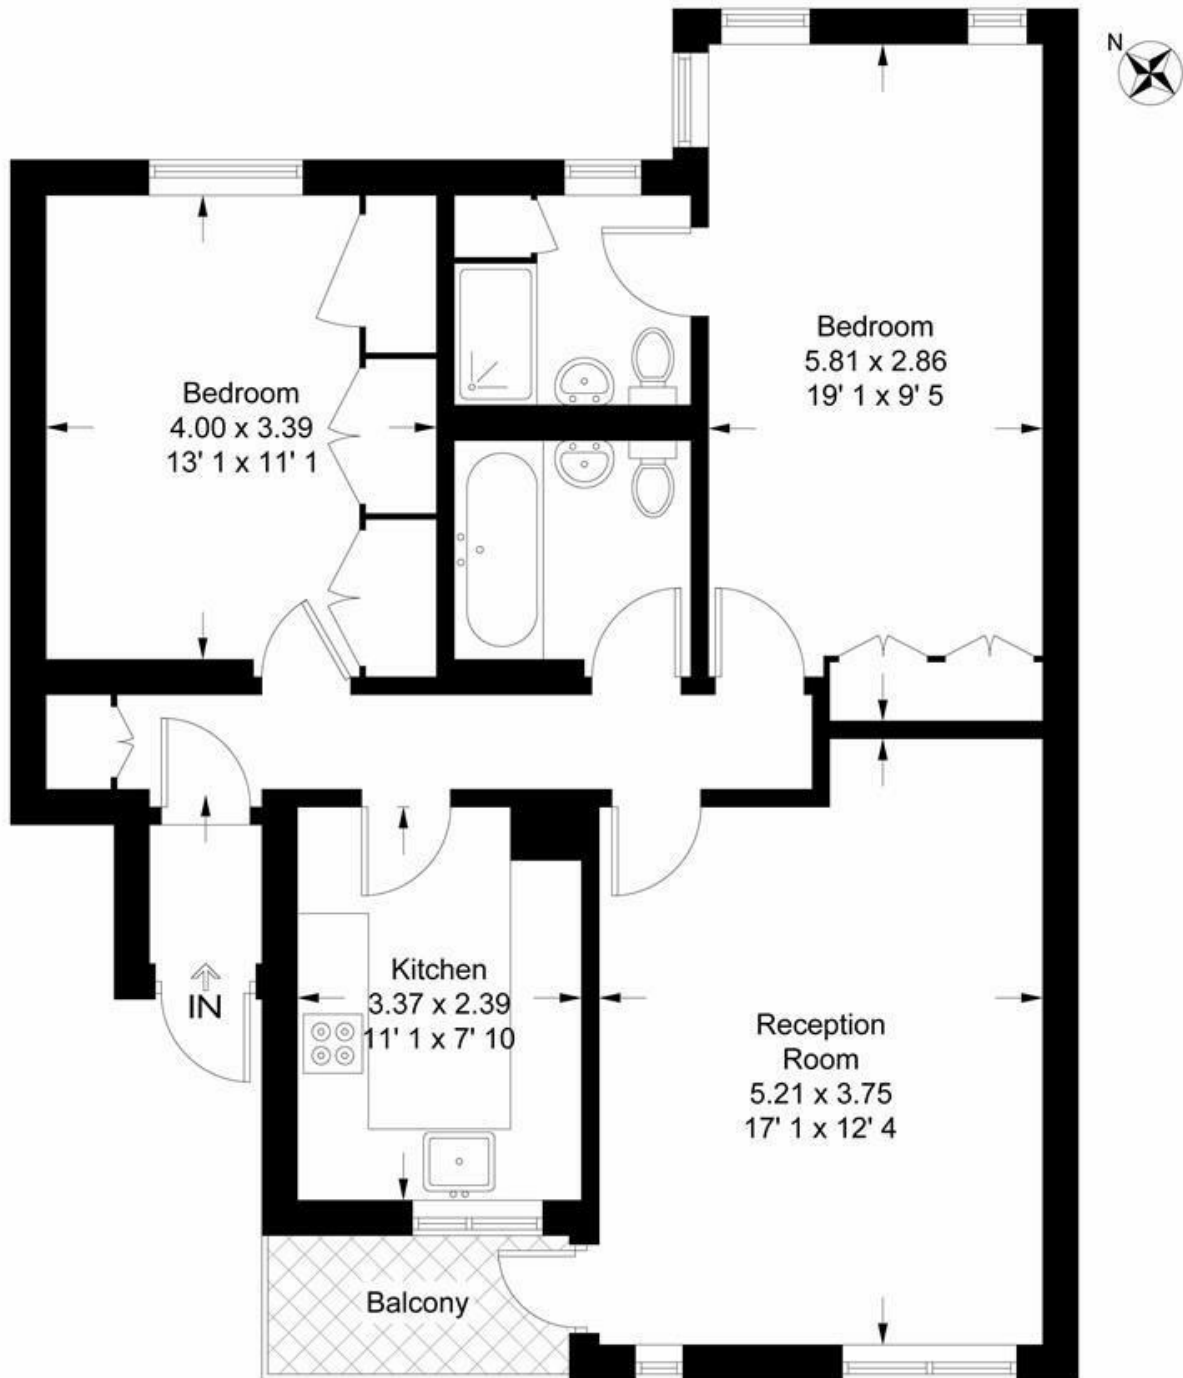 N
Bedroom
5.81 x 2.86
19' 1 x 9' 5
Bedroom
4.00 x 3.39
13' 1 x 11' 1
Kitchen
3.37 x 2.39
11' 1 x 7' 10
IN
Reception
Room
5.21 x 3.75
17' 1 x 12' 4
Balcony